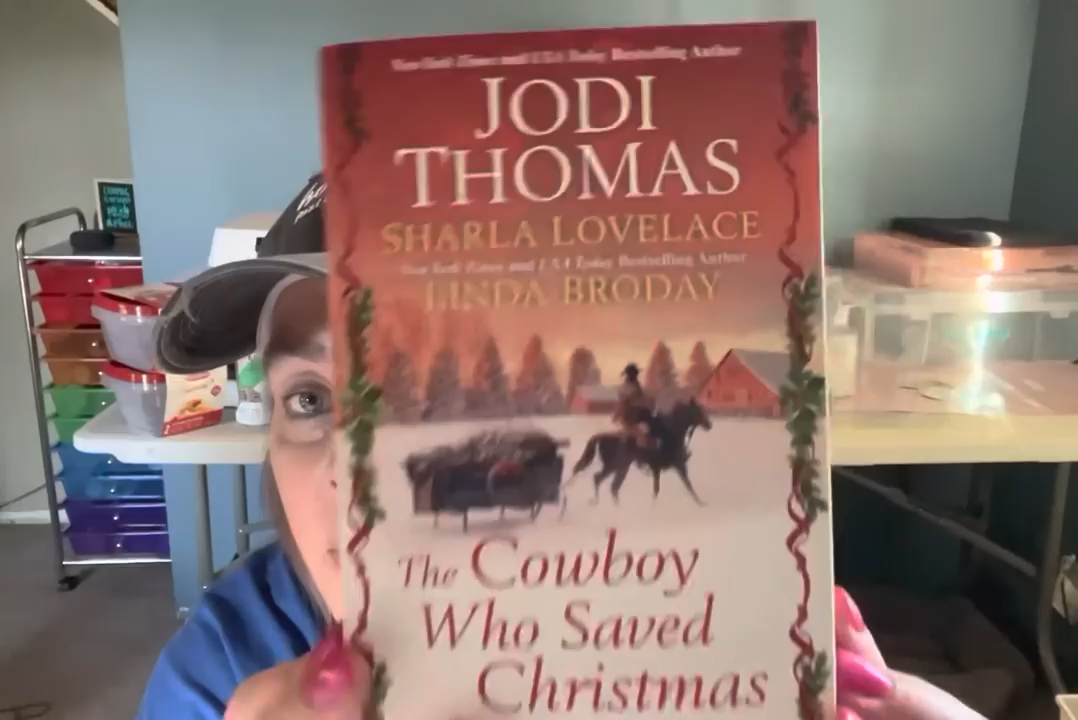 New York Times and USA Today Bestselling Author
JODI
THOMAS
SHARLA LOVELACE
New York Times and USA Today Bestselling Author
LINDA BRODAY
The Cowboy
Who Saved
Christmas